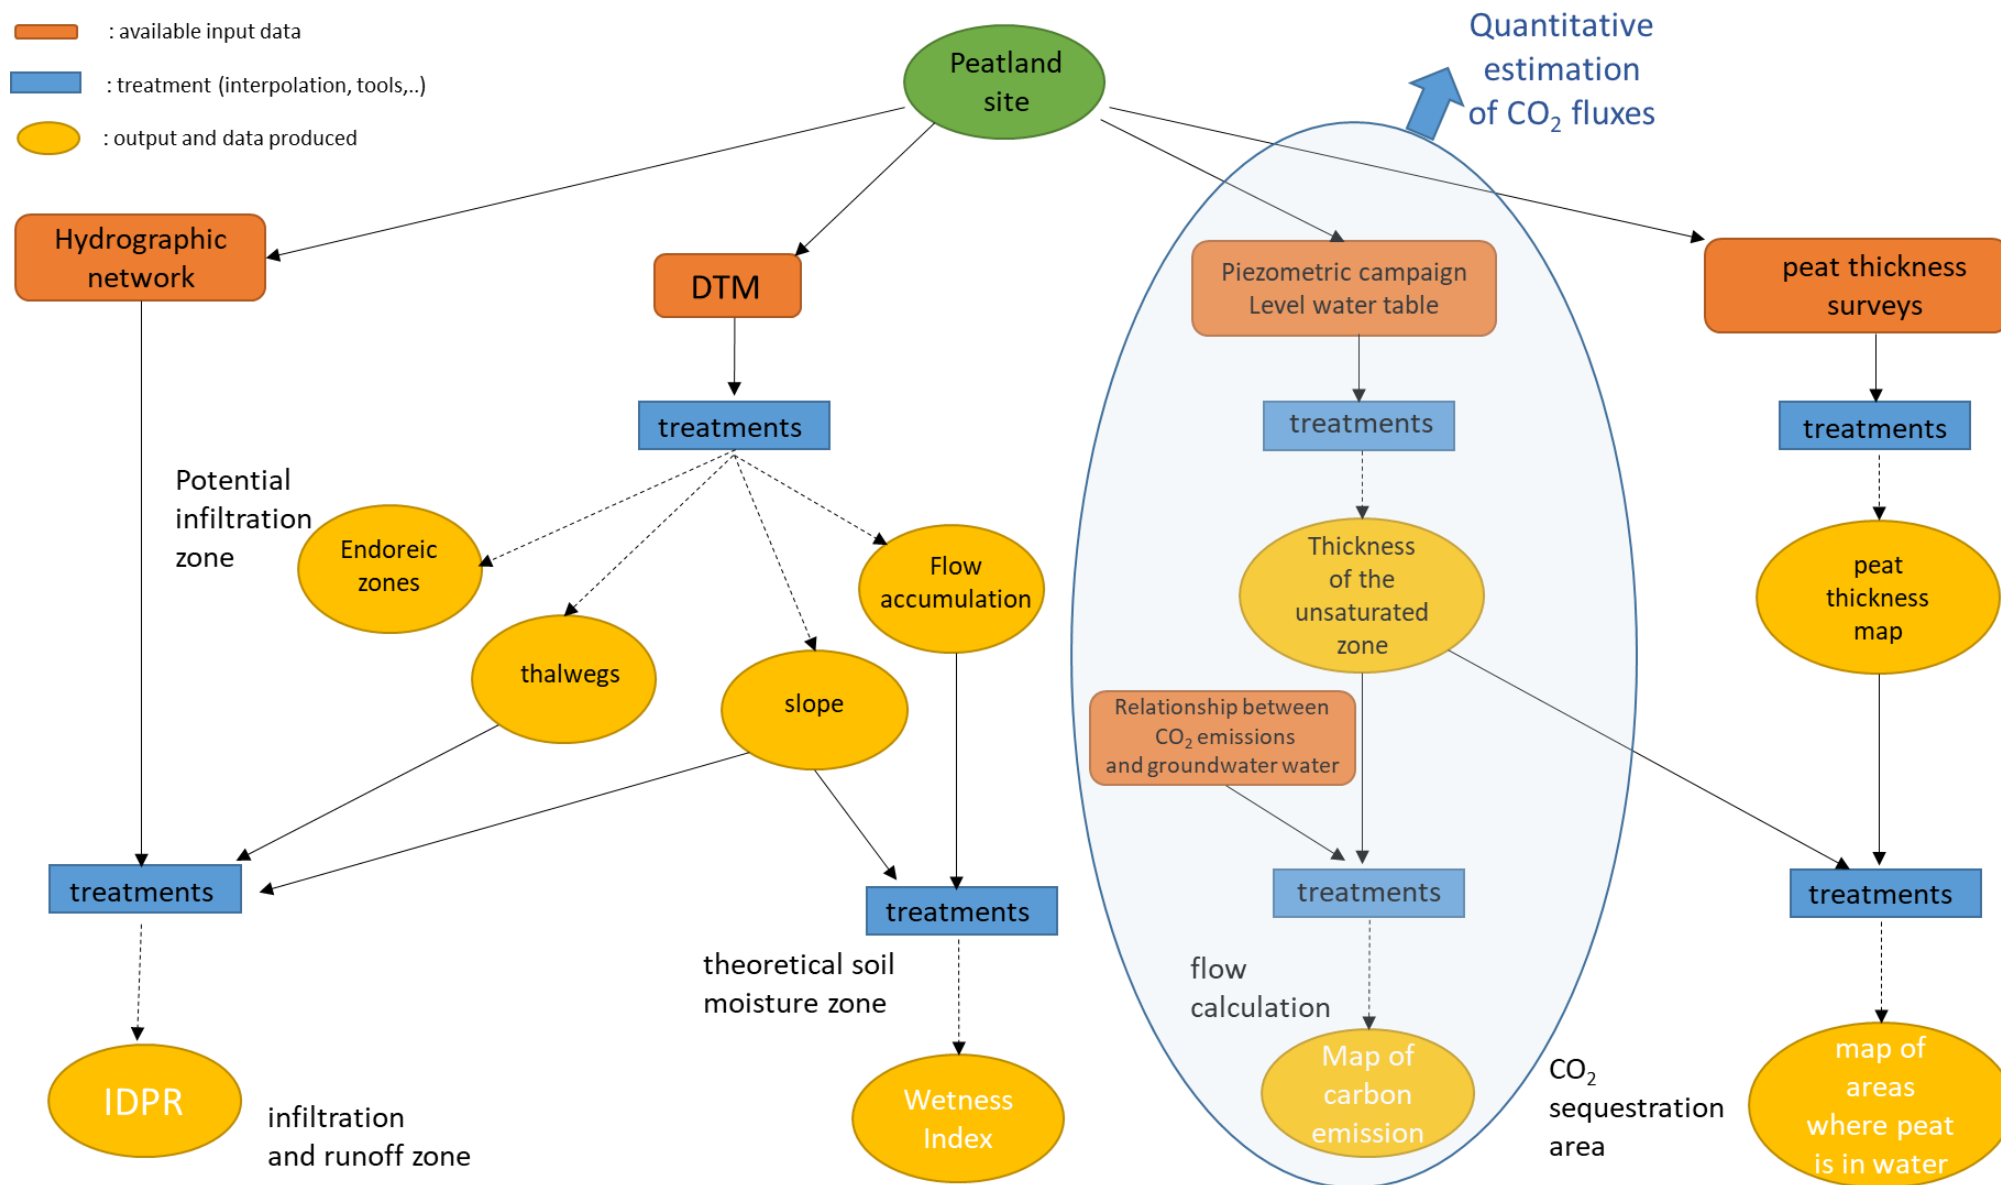 : available input data
: treatment (interpolation, tools,..)
: output and data produced
Peatland
site
Quantitative
estimation
of CO₂ fluxes
Hydrographic
network
DTM
Piezometric campaign
Level water table
peat thickness
surveys
treatments
treatments
treatments
Potential
infiltration
zone
Endoreic
zones
thalwegs
slope
Flow
accumulation
Thickness
of the
unsaturated
zone
peat
thickness
map
Relationship between
CO₂ emissions
and groundwater water
treatments
treatments
treatments
treatments
theoretical soil
moisture zone
flow
calculation
IDPR
infiltration
and runoff zone
Wetness
Index
Map of
carbon
emission
CO₂
sequestration
area
map of
areas
where peat
is in water